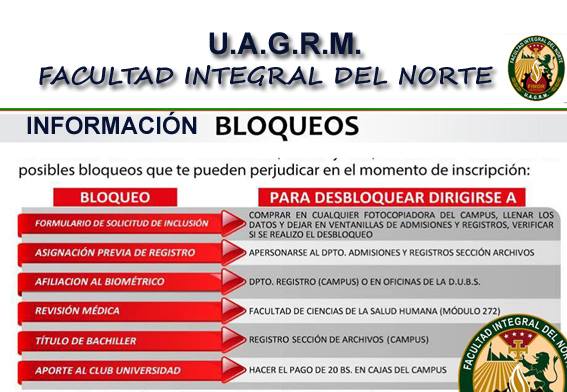 U.A.G.R.M.
FACULTAD INTEGRAL DEL NORTE
FACULTAD INTEGRAL DEL NORTE
FINOR
U.A.G.R.M.
INFORMACIÓN BLOQUEOS
posibles bloqueos que te pueden perjudicar en el momento de inscripción:
BLOQUEO
PARA DESBLOQUEAR DIRIGIRSE A
FORMULARIO DE SOLICITUD DE INCLUSIÓN
COMPRAR EN CUALQUIER FOTOCOPIADORA DEL CAMPUS, LLENAR LOS
DATOS Y DEJAR EN VENTANILLAS DE ADMISIONES Y REGISTROS, VERIFICAR
SI SE REALIZO EL DESBLOQUEO
ASIGNACIÓN PREVIA DE REGISTRO
APERSONARSE AL DPTO. ADMISIONES Y REGISTROS SECCIÓN ARCHIVOS
AFILIACION AL BIOMÉTRICO
DPTO. REGISTRO (CAMPUS) O EN OFICINAS DE LA D.U.B.S.
REVISIÓN MÉDICA
FACULTAD DE CIENCIAS DE LA SALUD HUMANA (MÓDULO 272)
TÍTULO DE BACHILLER
REGISTRO SECCIÓN DE ARCHIVOS (CAMPUS)
APORTE AL CLUB UNIVERSIDAD
HACER EL PAGO DE 20 BS. EN CAJAS DEL CAMPUS
FACULTAD INTEGRAL DEL NOR